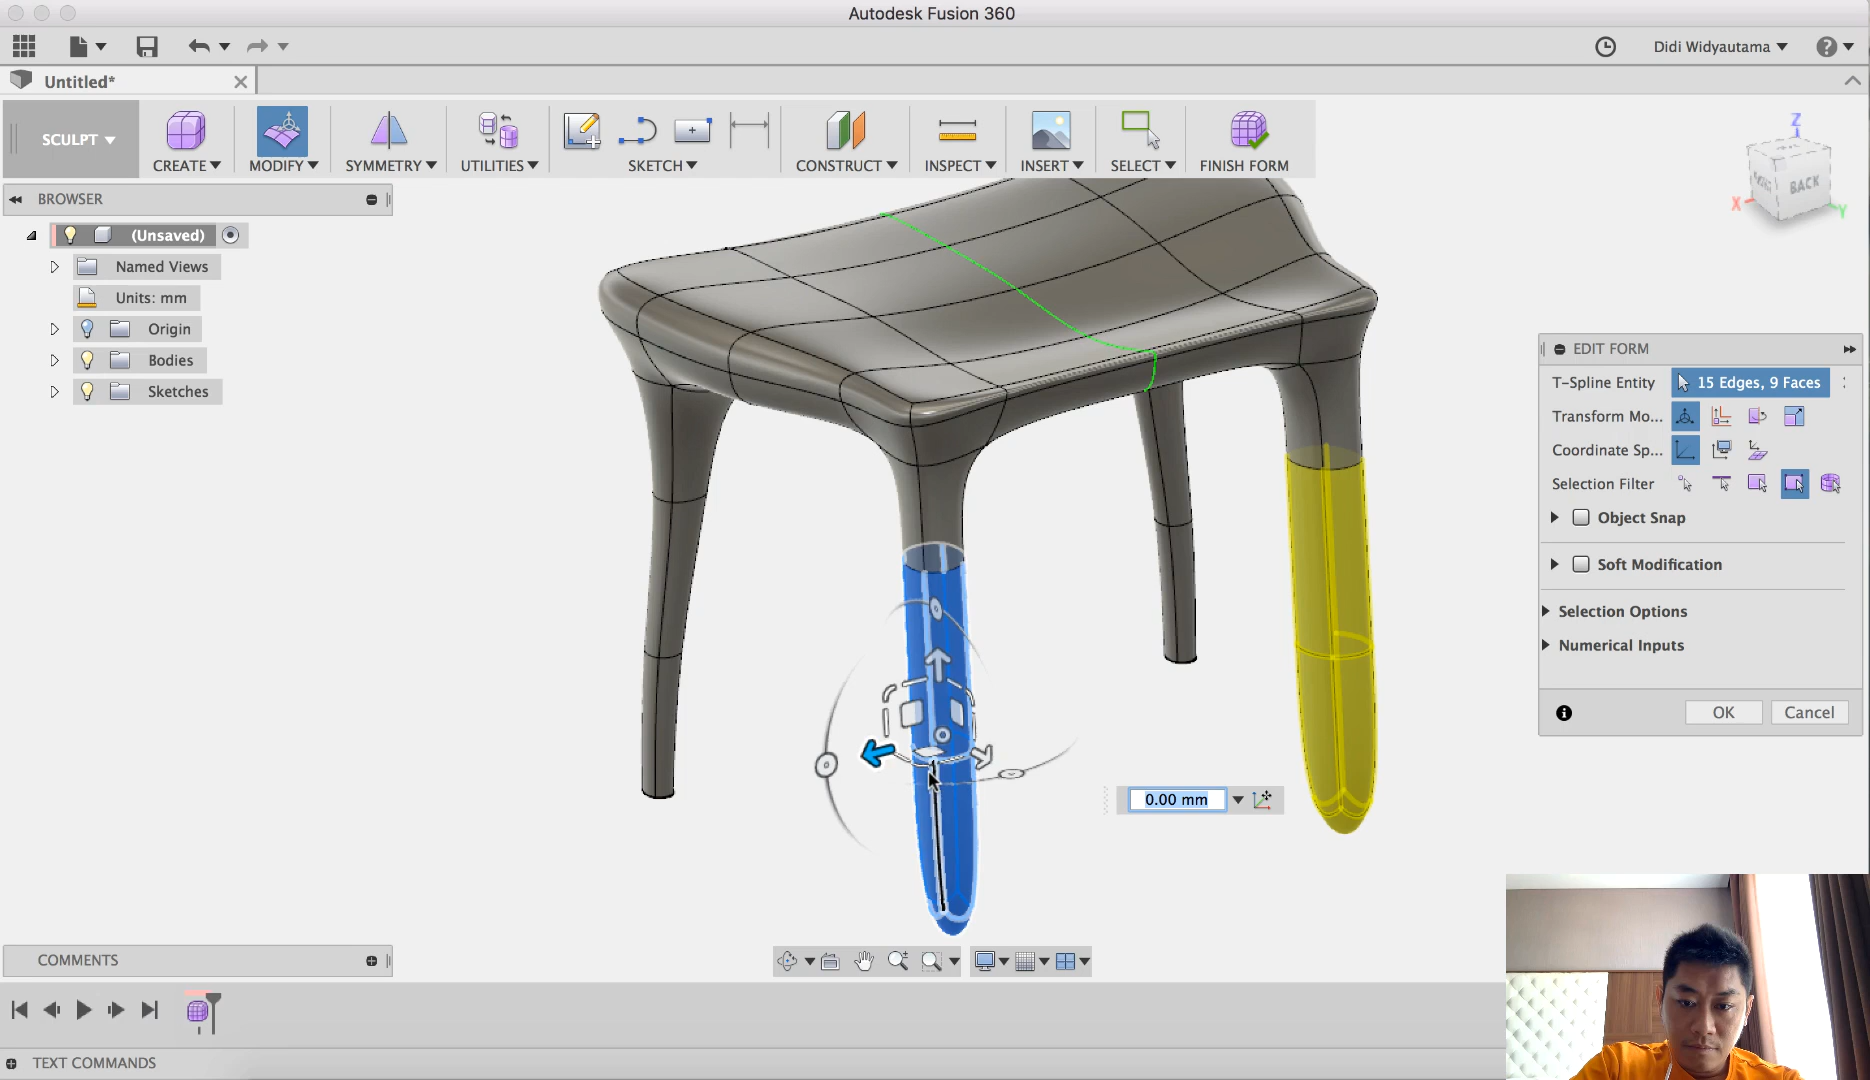 Autodesk Fusion 360
Didi Widyautama
Untitled*
SCULPT
CREATE
MODIFY
SYMMETRY
UTILITIES
SKETCH
CONSTRUCT
INSPECT
INSERT
SELECT
FINISH FORM
BROWSER
(Unsaved)
Named Views
Units: mm
Origin
Bodies
Sketches
Z
BACK
X
Y
EDIT FORM
T-Spline Entity
15 Edges, 9 Faces
Transform Mo...
Coordinate Sp...
Selection Filter
Object Snap
Soft Modification
Selection Options
Numerical Inputs
OK
Cancel
0.00 mm
COMMENTS
TEXT COMMANDS